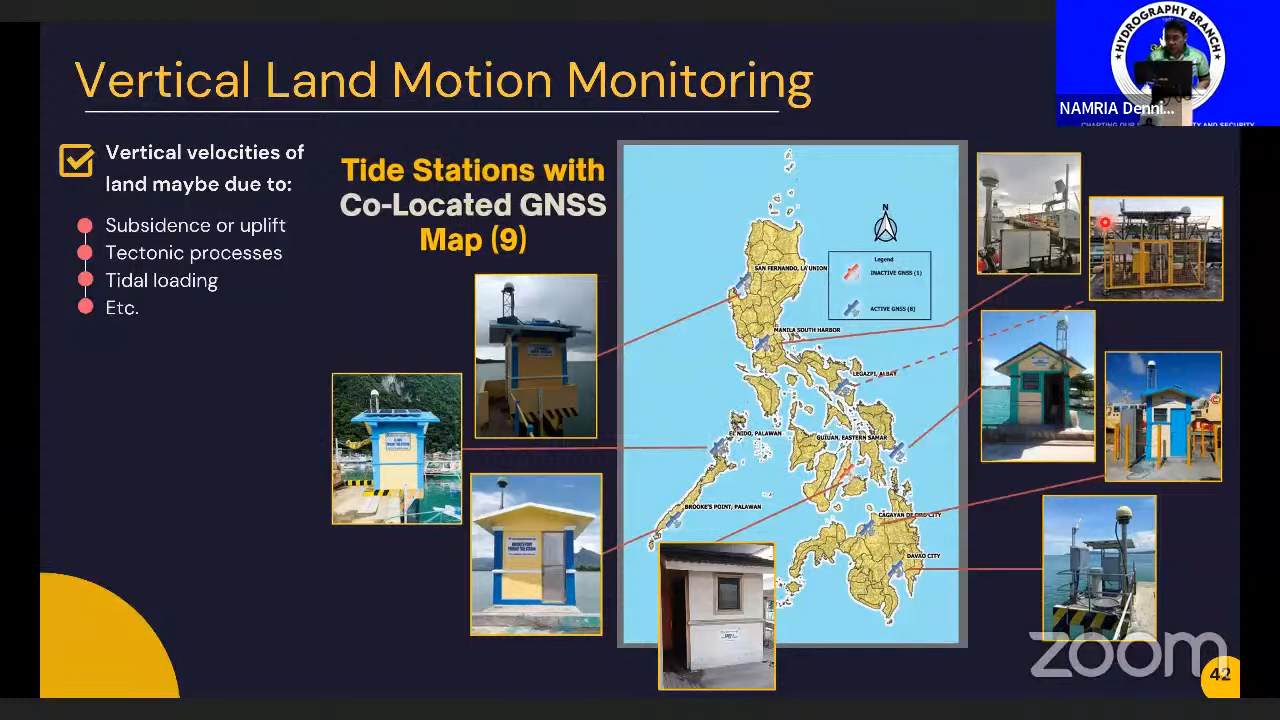 Vertical Land Motion Monitoring
HYDROGRAPHY BRANCH
NAMRIA Denni...
Vertical velocities of
land maybe due to:
Subsidence or uplift
Tectonic processes
Tidal loading
Etc.
Tide Stations with
Co-Located GNSS
Map (9)
N
Legend
INACTIVE GNSS (1)
ACTIVE GNSS (8)
SAN FERNANDO, LA UNION
MANILA SOUTH HARBOR
LEGAZPI, ALBAY
EL NIDO, PALAWAN
GUIUAN, EASTERN SAMAR
BROOKE'S POINT, PALAWAN
CAGAYAN DE ORO CITY
DAVAO CITY
zoom
42